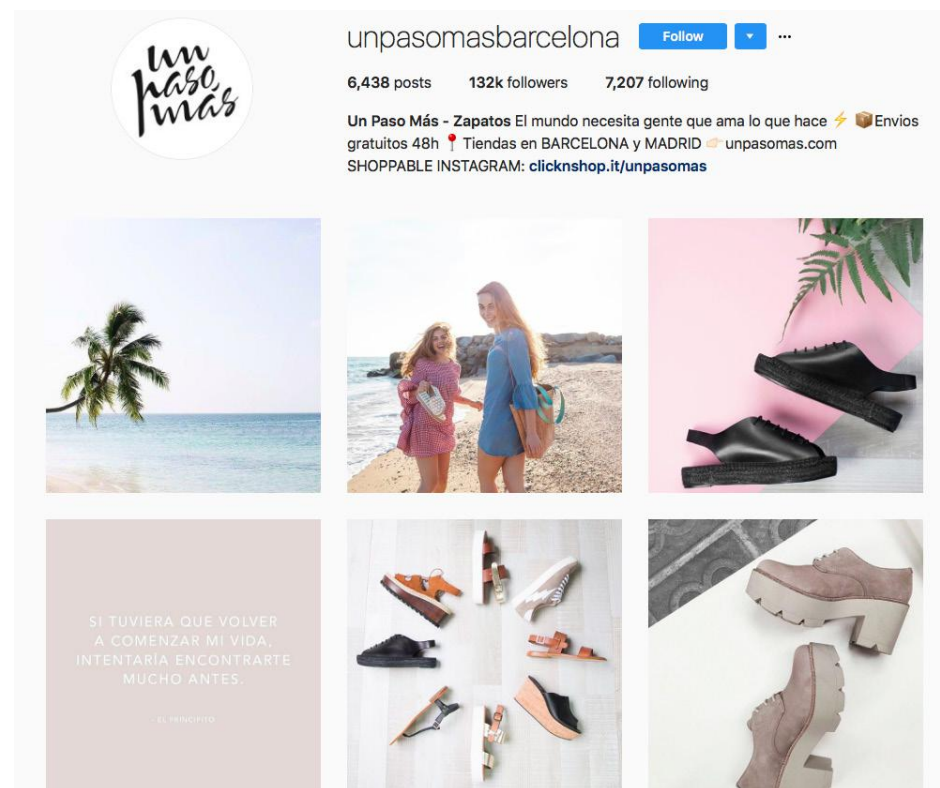 un
paso
más
unpasomasbarcelona Follow
6,438 posts 132k followers 7,207 following
Un Paso Más - Zapatos El mundo necesita gente que ama lo que hace ⚡ 📦Envios
gratuitos 48h 📍Tiendas en BARCELONA y MADRID 👉🏻 unpasomas.com
SHOPPABLE INSTAGRAM: clicknshop.it/unpasomas
SI TUVIERA QUE VOLVER
A COMENZAR MI VIDA,
INTENTARÍA ENCONTRARTE
MUCHO ANTES.
EL PRINCIPITO